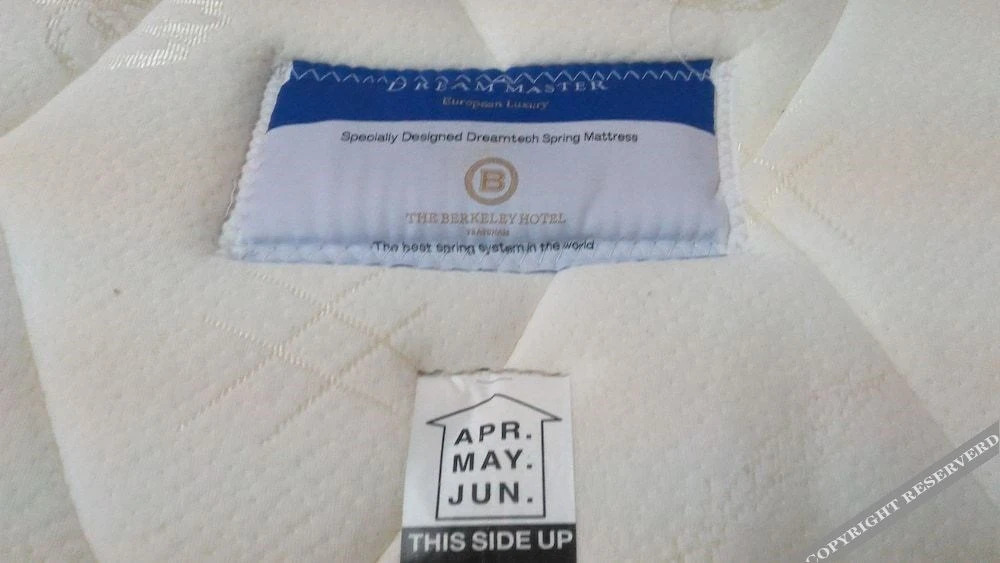 DREAM MASTER
European Luxury
Specially Designed Dreamtech Spring Mattress
B
THE BERKELEY HOTEL
The best spring system in the world
APR.
MAY.
JUN.
THIS SIDE UP
COPYRIGHT RESERVERD